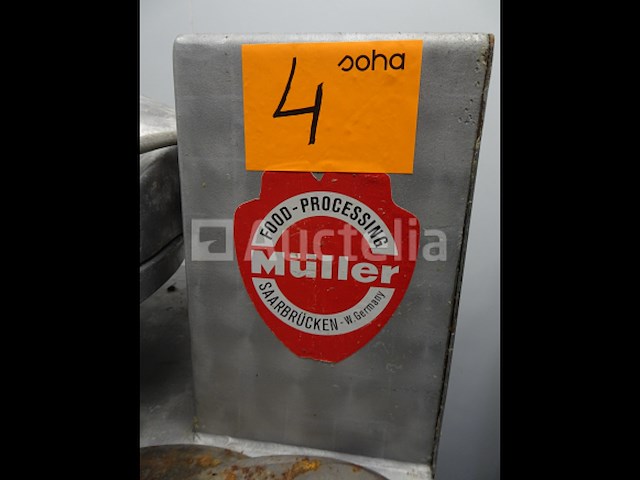 soha
4
FOOD-PROCESSING
Auctelia
Müller
SAARBRÜCKEN - W. Germany